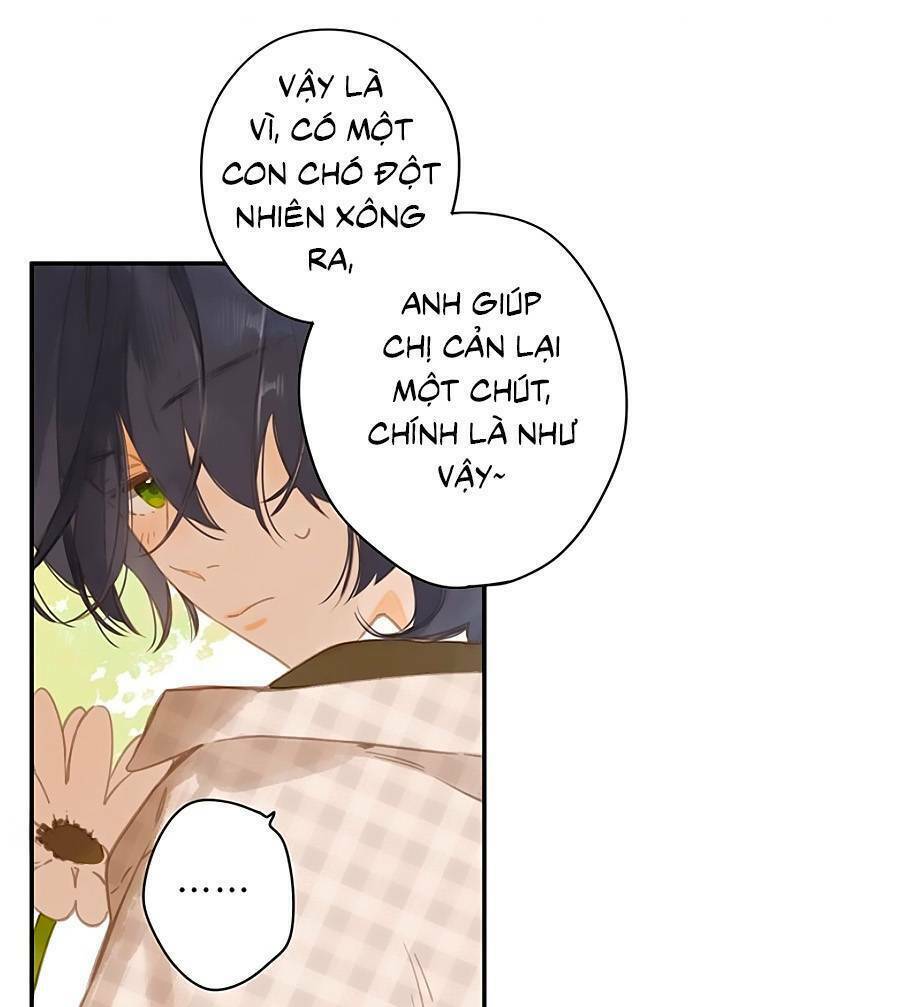 VẬY LÀ
VÌ, CÓ MỘT
CON CHÓ ĐỘT
NHIÊN XÔNG
RA,
ANH GIÚP
CHỊ CẢN LẠI
MỘT CHÚT,
CHÍNH LÀ NHƯ
VẬY~
......